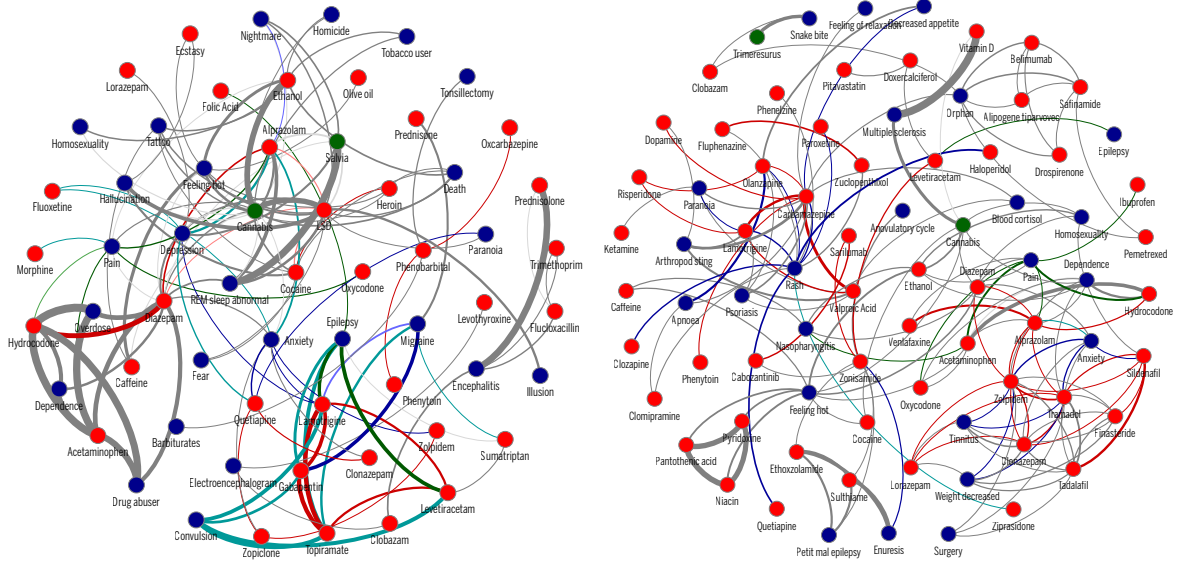 Nightmare
Homicide
Tobacco user
Ecstasy
Lorazepam
Folic Acid
Ethanol
Olive oil
Tonsillectomy
Homosexuality
Tattoo
Alprazolam
Salvia
Prednisone
Oxcarbazepine
Feeling hot
Hallucination
Fluoxetine
Death
Heroin
Prednisolone
Cannabis
LSD
Depression
Pain
Morphine
Paranoia
Phenobarbital
Trimethoprim
REM sleep abnormal
Cocaine
Oxycodone
Diazepam
Levothyroxine
Flucloxacillin
Overdose
Hydrocodone
Epilepsy
Migraine
Anxiety
Fear
Caffeine
Encephalitis
Illusion
Dependence
Phenytoin
Quetiapine
Lamotrigine
Acetaminophen
Barbiturates
Zolpidem
Sumatriptan
Electroencephalogram
Clonazepam
Gabapentin
Drug abuser
Levetiracetam
Convulsion
Zopiclone
Topiramate
Clobazam
Feeling of relaxation
Decreased appetite
Snake bite
Trimeresurus
Vitamin D
Belimumab
Clobazam
Doxercalciferol
Pitavastatin
Phenelzine
Orphan
Alipogene tiparvovec
Safinamide
Dopamine
Fluphenazine
Paroxetine
Multiple sclerosis
Epilepsy
Levetiracetam
Haloperidol
Drospirenone
Olanzapine
Zuclopenthixol
Risperidone
Paranoia
Carbamazepine
Ibuprofen
Anovulatory cycle
Blood cortisol
Homosexuality
Ketamine
Lamotrigine
Sarilumab
Cannabis
Pemetrexed
Arthropod sting
Rash
Ethanol
Diazepam
Pain
Dependence
Caffeine
Apnoea
Psoriasis
Valproic Acid
Hydrocodone
Nasopharyngitis
Venlafaxine
Alprazolam
Acetaminophen
Anxiety
Clozapine
Phenytoin
Cabozantinib
Zonisamide
Sildenafil
Clomipramine
Feeling hot
Oxycodone
Zolpidem
Tramadol
Pyridoxine
Cocaine
Tinnitus
Finasteride
Pantothenic acid
Ethoxzolamide
Clonazepam
Niacin
Sulthiame
Lorazepam
Weight decreased
Tadalafil
Quetiapine
Ziprasidone
Petit mal epilepsy
Enuresis
Surgery